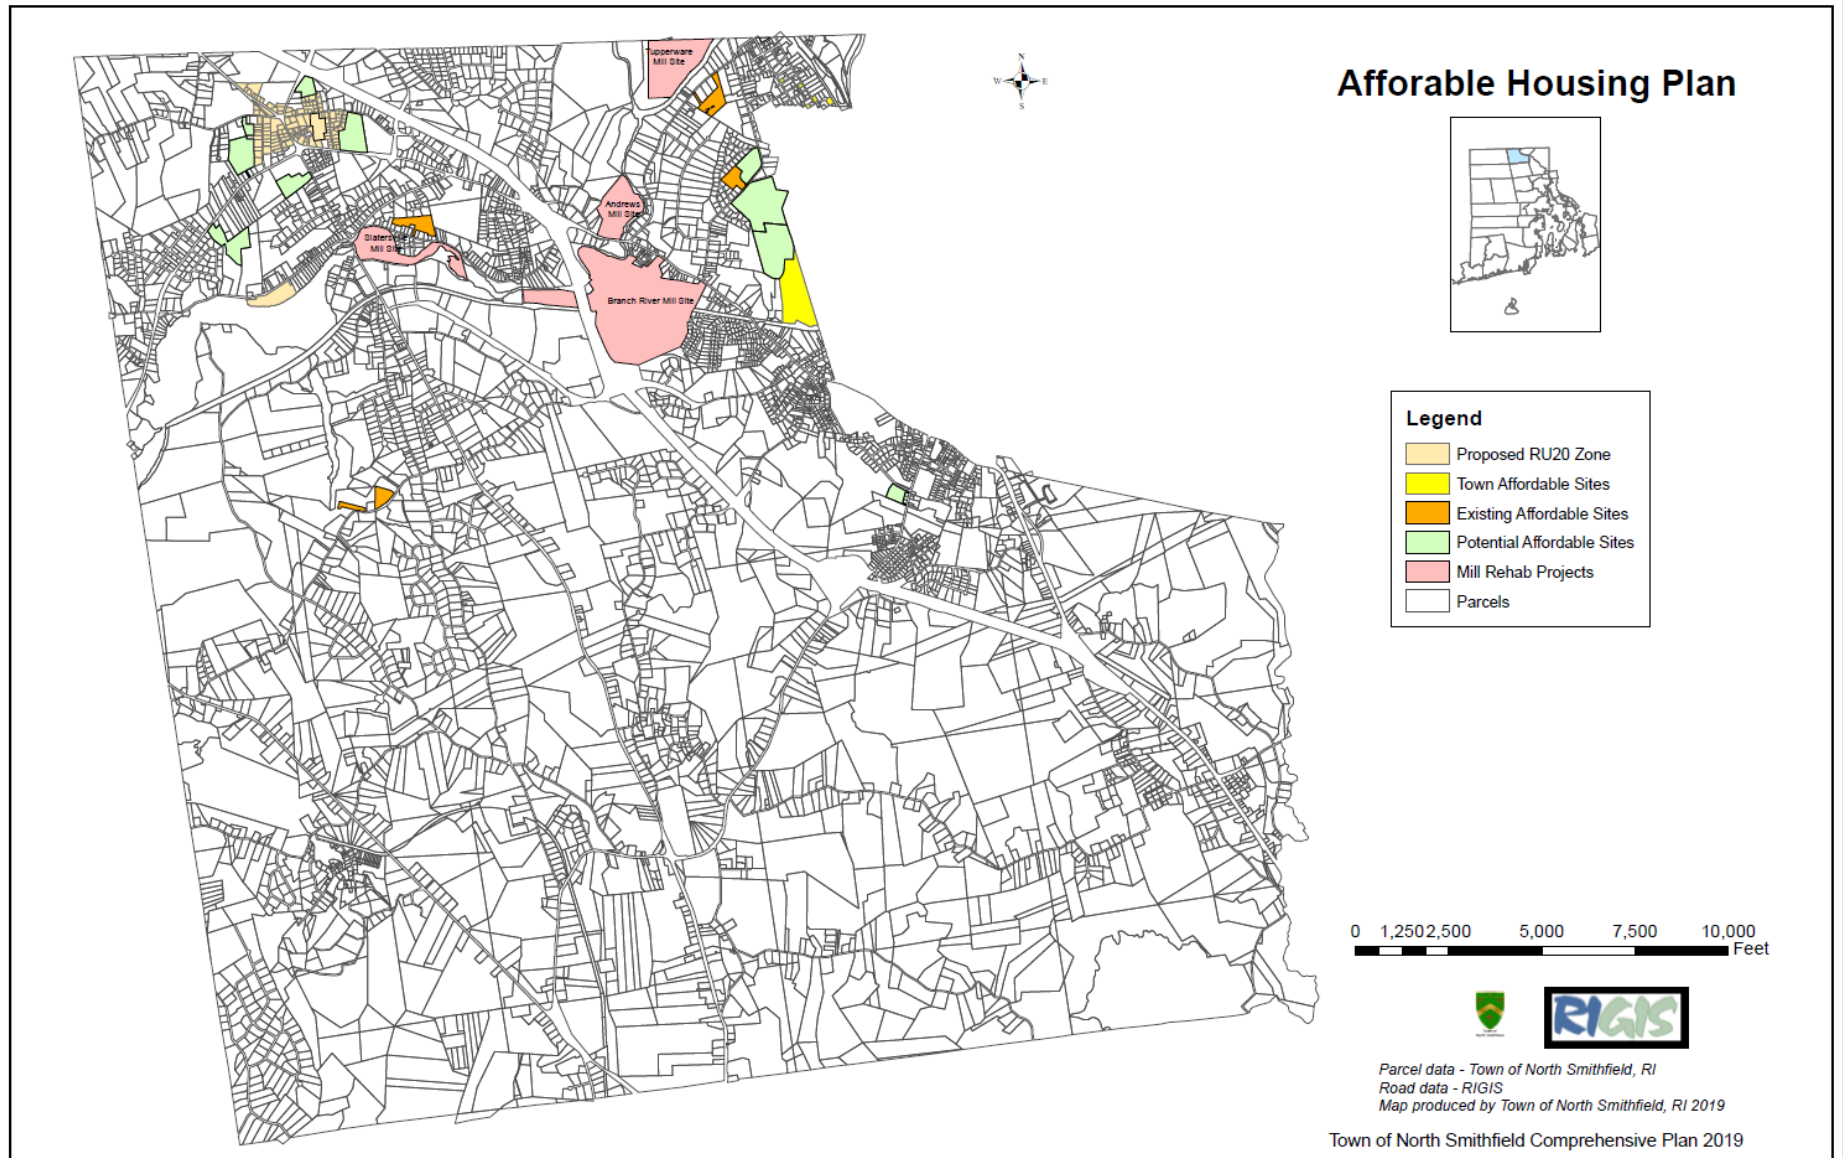 Afforable Housing Plan
N
W
E
S
Tupperware
Mill Site
Andrews
Mill Site
Slatersville
Mill Site
Branch River Mill Site
Legend
Proposed RU20 Zone
Town Affordable Sites
Existing Affordable Sites
Potential Affordable Sites
Mill Rehab Projects
Parcels
0 1,250 2,500 5,000 7,500 10,000
Feet
RIGIS
Parcel data - Town of North Smithfield, RI
Road data - RIGIS
Map produced by Town of North Smithfield, RI 2019
Town of North Smithfield Comprehensive Plan 2019